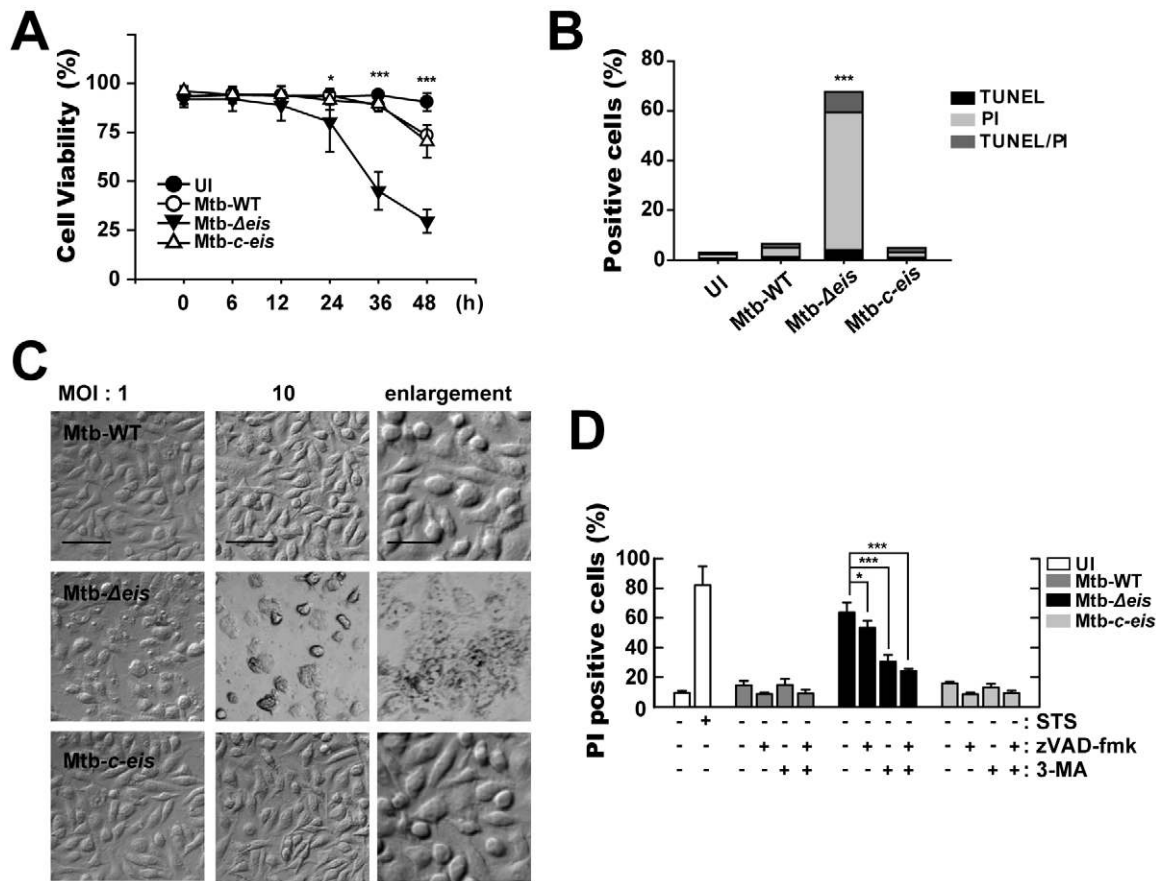 A
Cell Viability (%)
100
75
50
25
0
* *** ***
UI
Mtb-WT
Mtb-Δeis
Mtb-c-eis
0 6 12 24 36 48 (h)
B
Positive cells (%)
80
60
40
20
0
***
TUNEL
PI
TUNEL/PI
UI
Mtb-WT
Mtb-Δeis
Mtb-c-eis
C
MOI : 1 10 enlargement
Mtb-WT
Mtb-Δeis
Mtb-c-eis
D
PI positive cells (%)
100
80
60
40
20
0
***
***
*
UI
Mtb-WT
Mtb-Δeis
Mtb-c-eis
- + - - - - - - - - - - - - : STS
- - - + - + - + - + - + - + : zVAD-fmk
- - - - + + - - + + - - + + : 3-MA